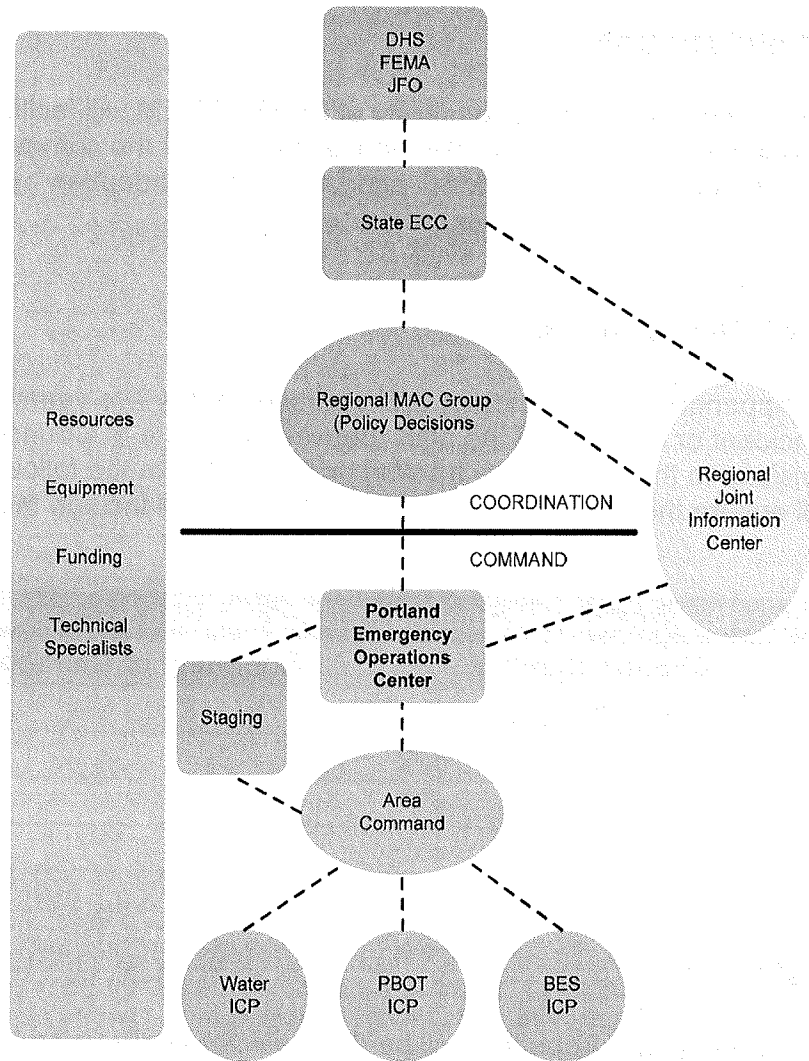 DHS
FEMA
JFO
State ECC
Regional MAC Group
(Policy Decisions
Regional
Joint
Information
Center
COORDINATION
COMMAND
Resources
Equipment
Funding
Technical
Specialists
Portland
Emergency
Operations
Center
Staging
Area
Command
Water
ICP
PBOT
ICP
BES
ICP